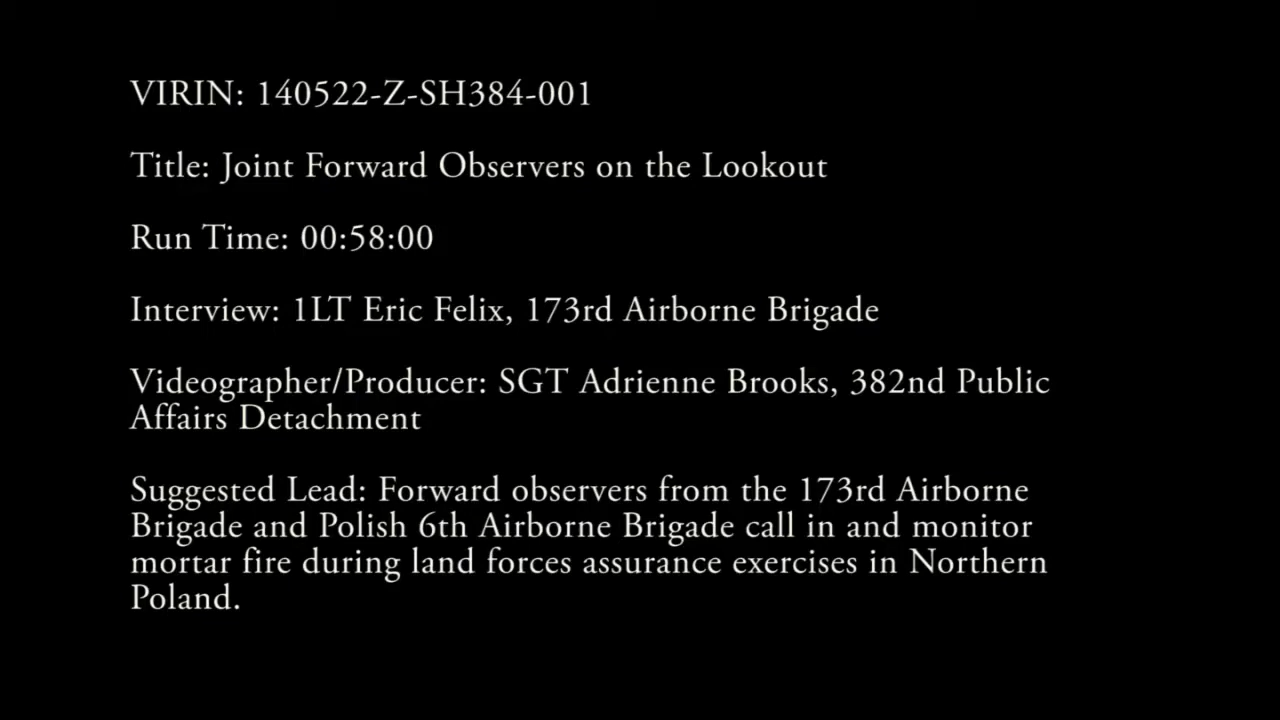 VIRIN: 140522-Z-SH384-001
Title: Joint Forward Observers on the Lookout
Run Time: 00:58:00
Interview: 1LT Eric Felix, 173rd Airborne Brigade
Videographer/Producer: SGT Adrienne Brooks, 382nd Public
Affairs Detachment
Suggested Lead: Forward observers from the 173rd Airborne
Brigade and Polish 6th Airborne Brigade call in and monitor
mortar fire during land forces assurance exercises in Northern
Poland.